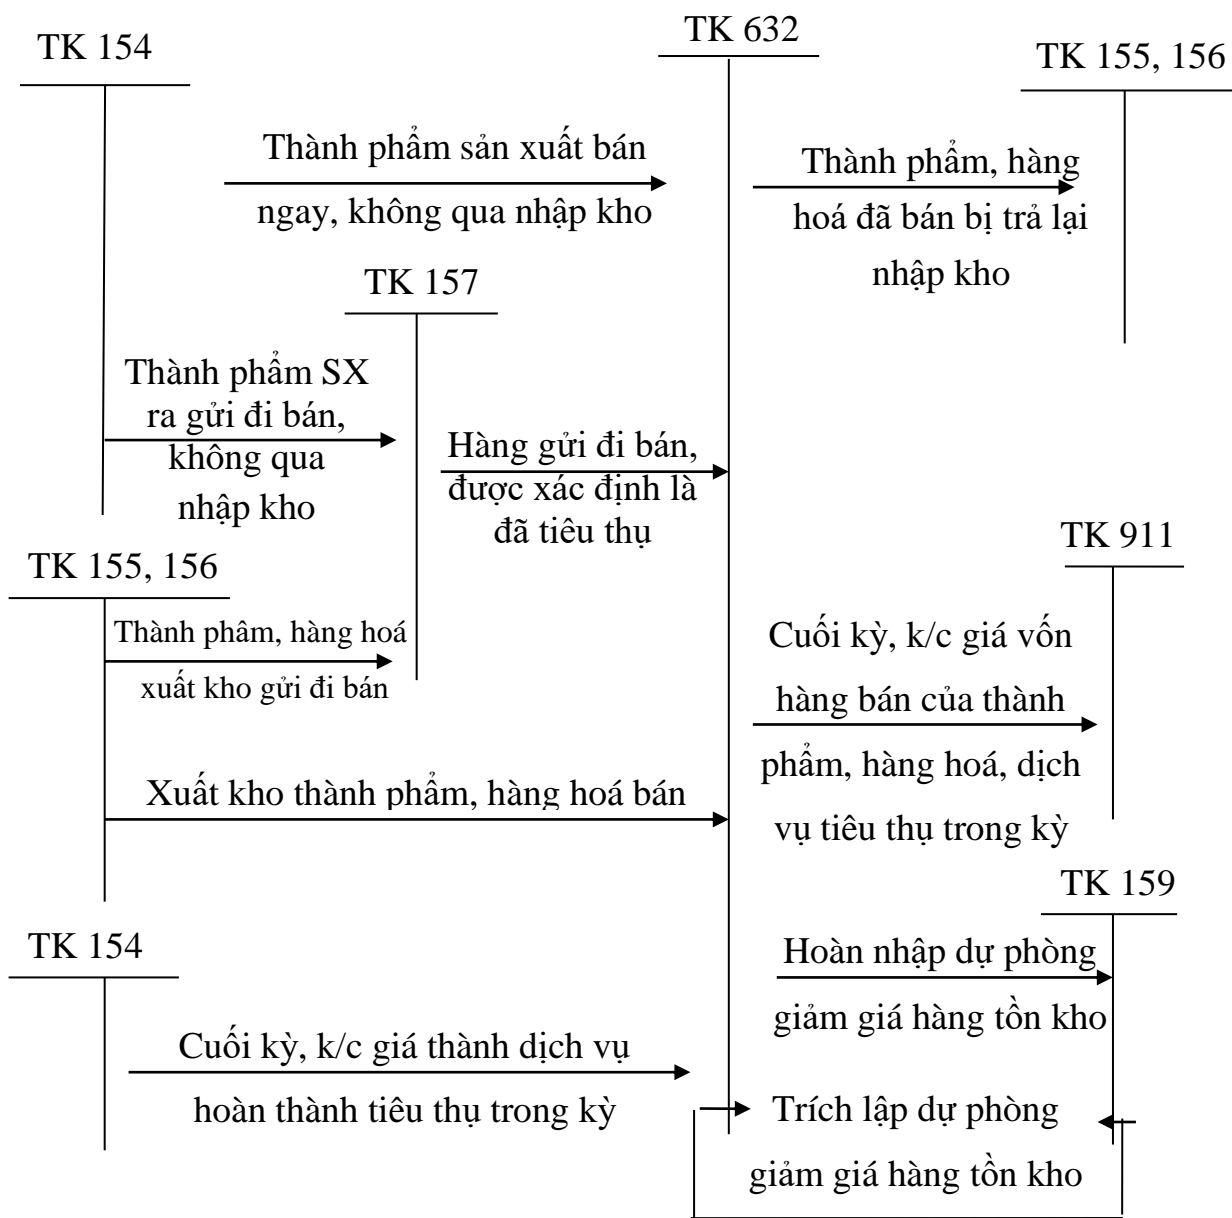 TK 154
TK 632
TK 155, 156
Thành phẩm sản xuất bán
ngay, không qua nhập kho
Thành phẩm, hàng
hoá đã bán bị trả lại
nhập kho
TK 157
Thành phẩm SX
ra gửi đi bán,
không qua
nhập kho
Hàng gửi đi bán,
được xác định là
đã tiêu thụ
TK 911
TK 155, 156
Thành phâm, hàng hoá
xuất kho gửi đi bán
Cuối kỳ, k/c giá vốn
hàng bán của thành
phẩm, hàng hoá, dịch
vụ tiêu thụ trong kỳ
Xuất kho thành phẩm, hàng hoá bán
TK 159
TK 154
Hoàn nhập dự phòng
giảm giá hàng tồn kho
Cuối kỳ, k/c giá thành dịch vụ
hoàn thành tiêu thụ trong kỳ
Trích lập dự phòng
giảm giá hàng tồn kho